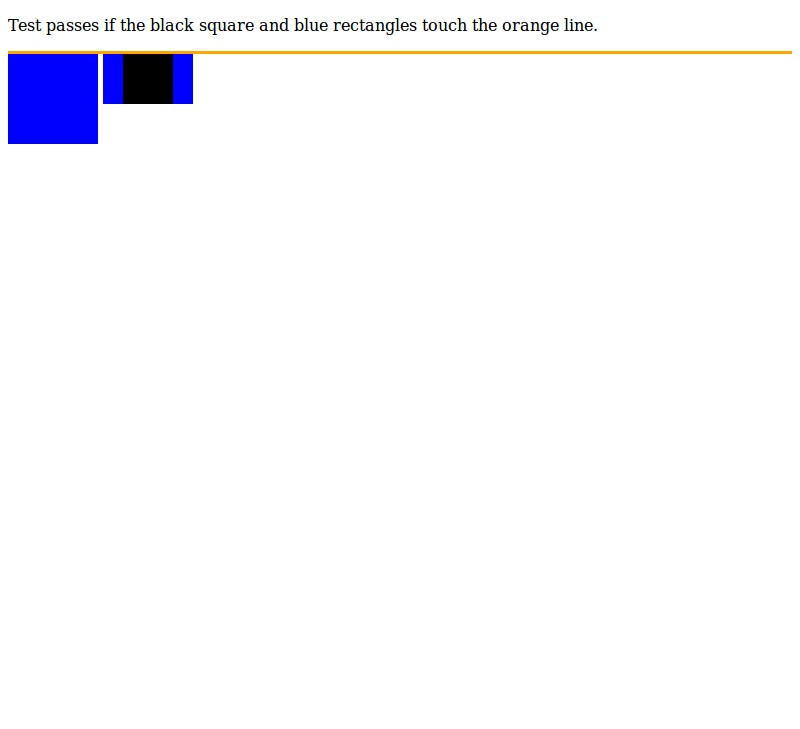 Test passes if the black square and blue rectangles touch the orange line.